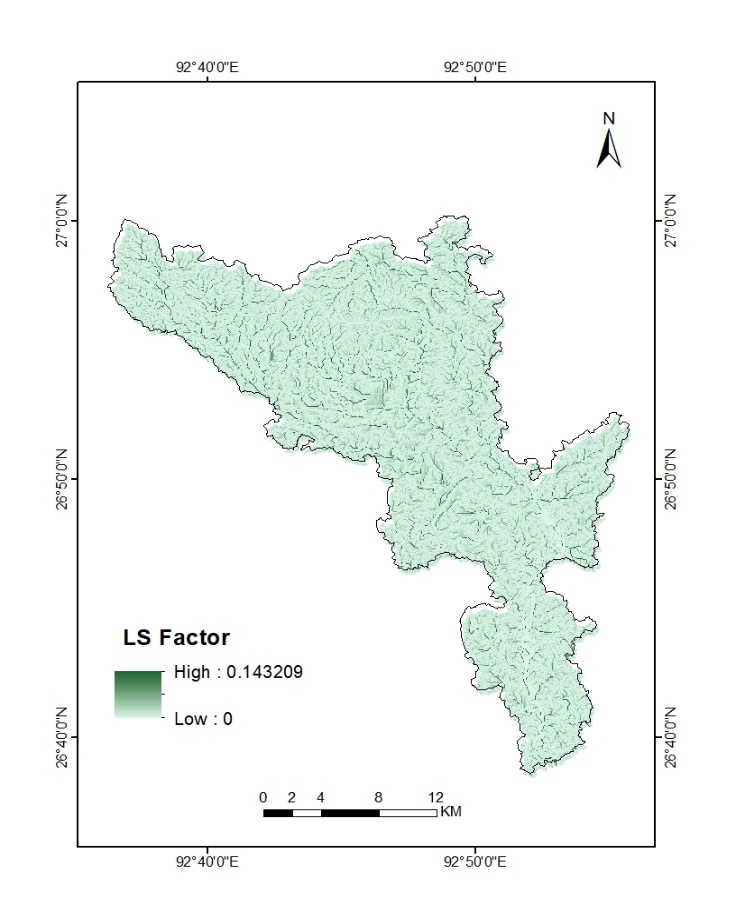 92°40'0"E 92°50'0"E
N
27°0'0"N 27°0'0"N
26°50'0"N 26°50'0"N
LS Factor
High : 0.143209
Low : 0
26°40'0"N 26°40'0"N
0 2 4 8 12
KM
92°40'0"E 92°50'0"E